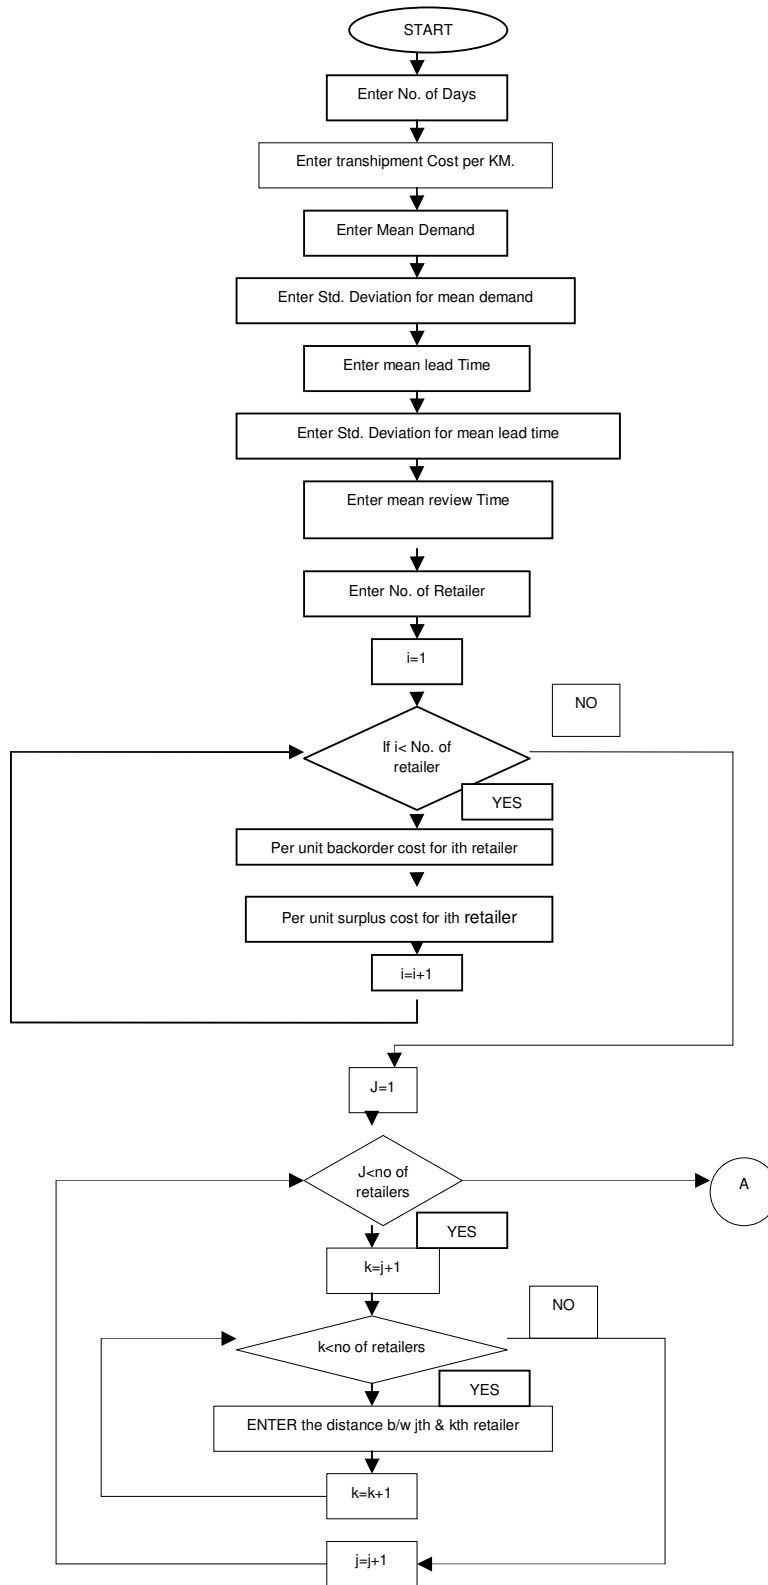 START
Enter No. of Days
Enter transhipment Cost per KM.
Enter Mean Demand
Enter Std. Deviation for mean demand
Enter mean lead Time
Enter Std. Deviation for mean lead time
Enter mean review Time
Enter No. of Retailer
i=1
NO
If i< No. of
retailer
YES
Per unit backorder cost for ith retailer
Per unit surplus cost for ith retailer
i=i+1
J=1
J<no of
retailers
A
YES
k=j+1
NO
k<no of retailers
YES
ENTER the distance b/w jth & kth retailer
k=k+1
j=j+1